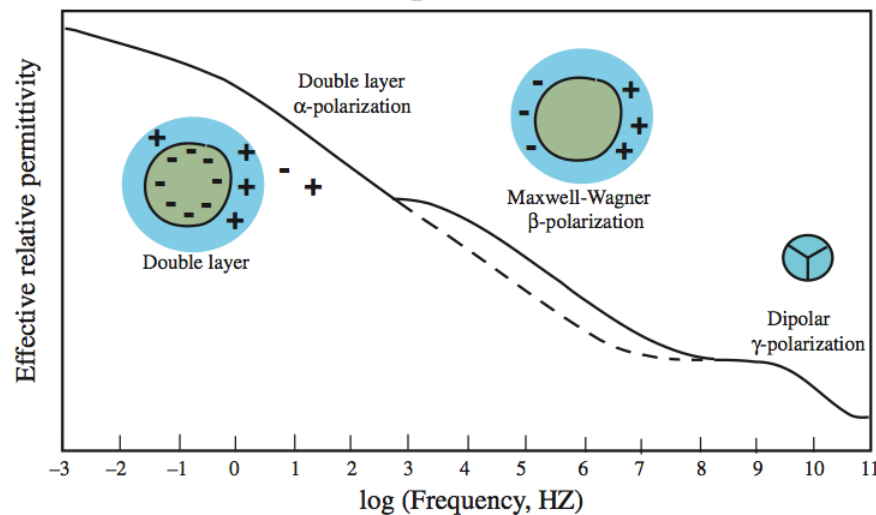 Effective relative permittivity
Double layer
α-polarization
Double layer
Maxwell-Wagner
β-polarization
Dipolar
γ-polarization
+ + + + - - - - - - - - - +
- - - + + +
-3 -2 -1 0 1 2 3 4 5 6 7 8 9 10 11
log (Frequency, HZ)